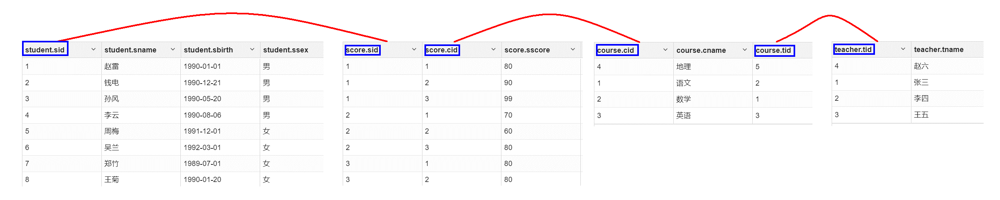 student.sid student.sname student.sbirth student.ssex
1 赵雷 1990-01-01 男
2 钱电 1990-12-21 男
3 孙风 1990-05-20 男
4 李云 1990-08-06 男
5 周梅 1991-12-01 女
6 吴兰 1992-03-01 女
7 郑竹 1989-07-01 女
8 王菊 1990-01-20 女
score.sid score.cid score.sscore
1 1 80
1 2 90
1 3 99
2 1 70
2 2 60
2 3 80
3 1 80
3 2 80
course.cid course.cname course.tid
4 地理 5
1 语文 2
2 数学 1
3 英语 3
teacher.tid teacher.tname
4 赵六
1 张三
2 李四
3 王五